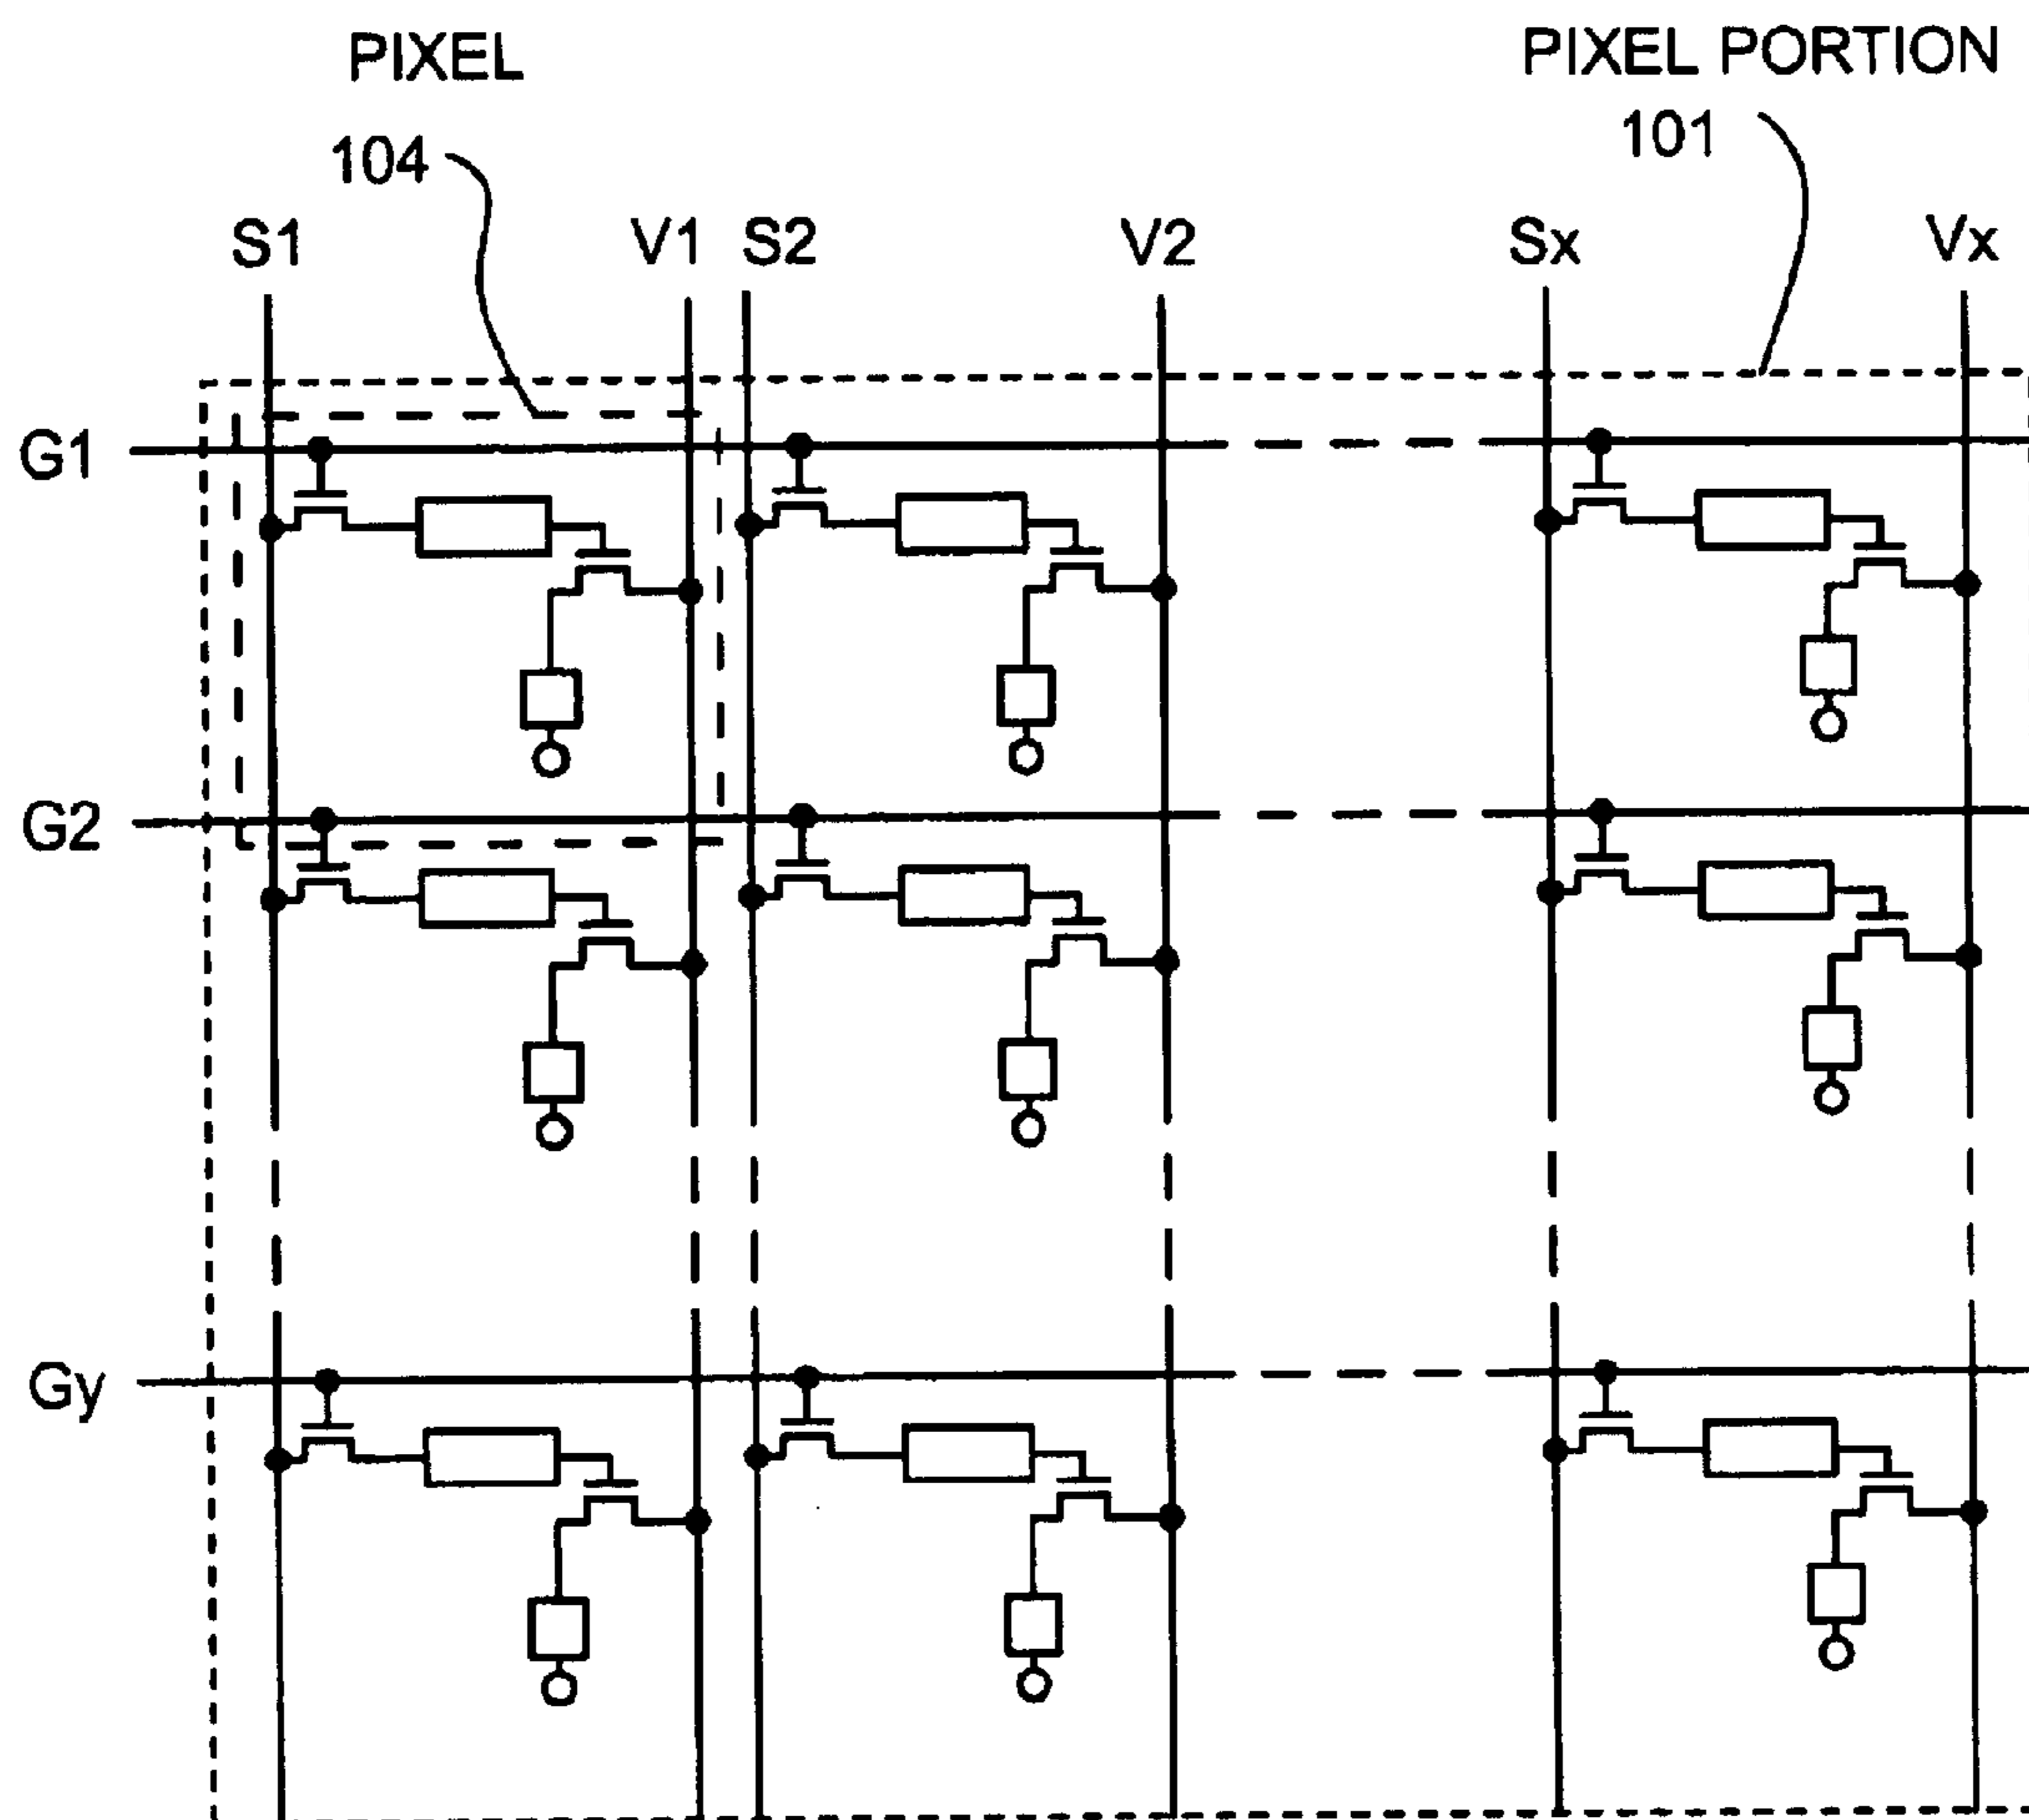 PIXEL
104
PIXEL PORTION
101
S1
V1
S2
V2
Sx
Vx
G1
G2
Gy